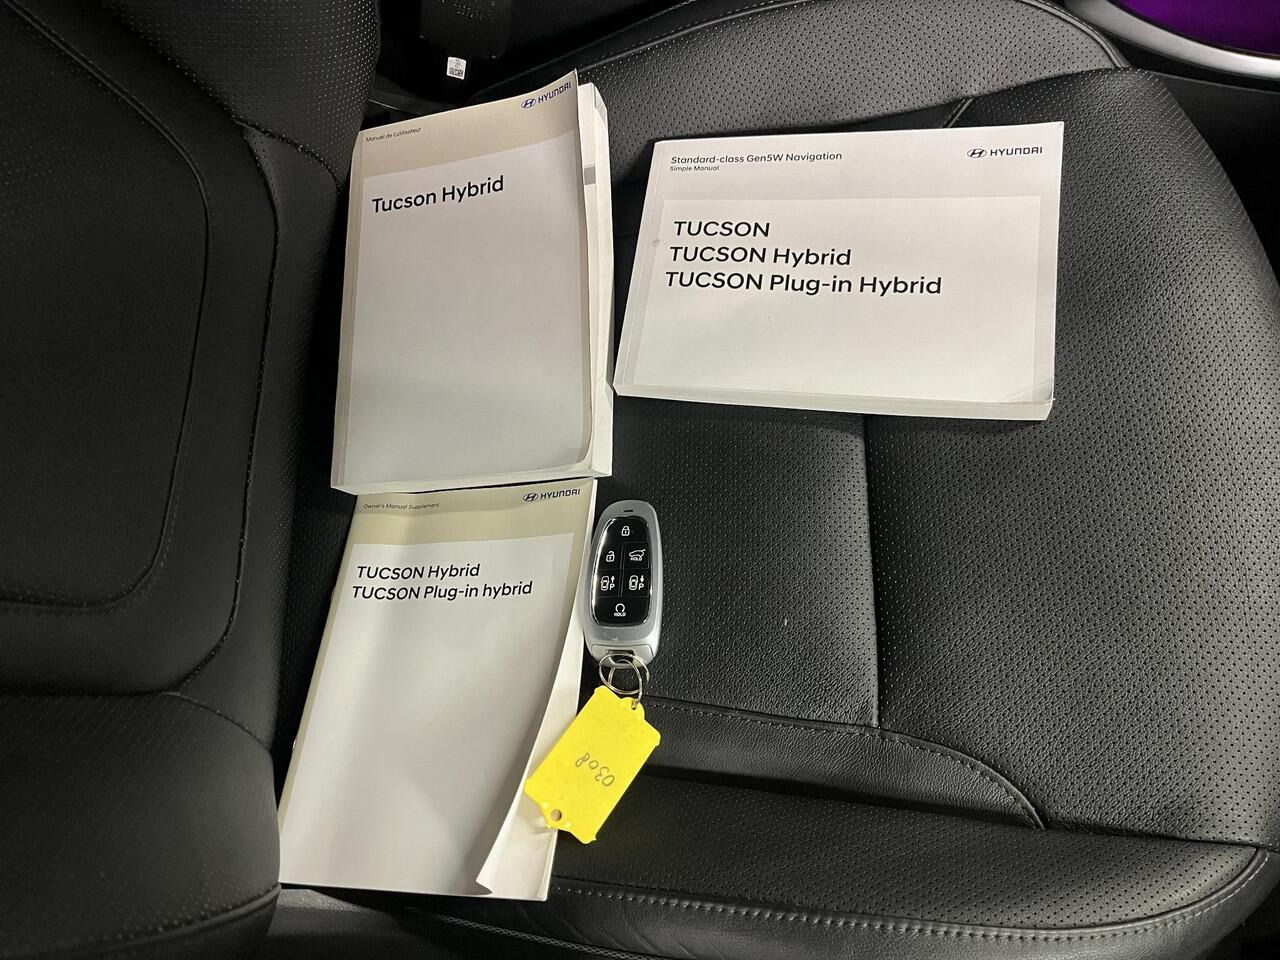 HYUNDAI
Manuel de L'utilisateur
Tucson Hybrid
Standard-class Gen5W Navigation
Simple Manual
HYUNDAI
TUCSON
TUCSON Hybrid
TUCSON Plug-in Hybrid
HYUNDAI
Owner's Manual Supplement
TUCSON Hybrid
TUCSON Plug-in hybrid
HOLD
P
P
HOLD